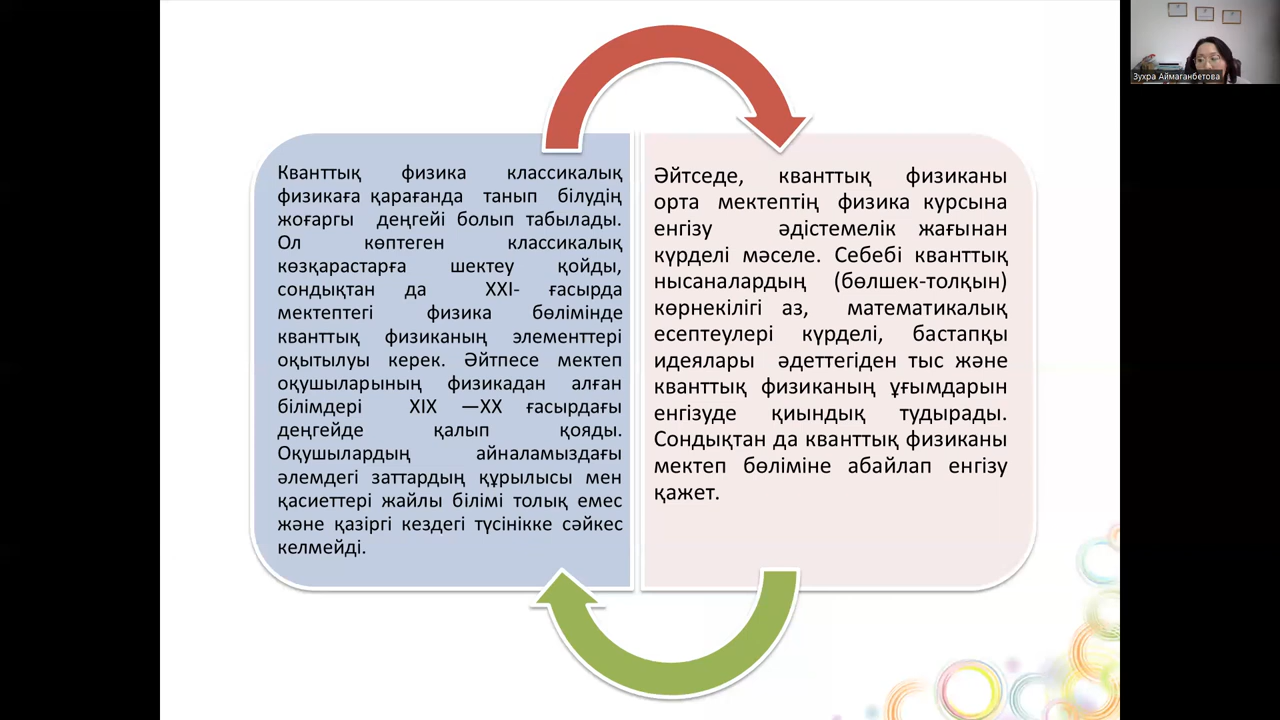 Кванттық физика классикалық
физикаға қарағанда танып білудің
жоғаргы деңгейі болып табылады.
Ол көптеген классикалық
көзқарастарға шектеу қойды,
сондықтан да XXI- ғасырда
мектептегі физика бөлімінде
кванттық физиканың элементтері
оқытылуы керек. Әйтпесе мектеп
оқушыларының физикадан алған
білімдері XIX —XX ғасырдағы
деңгейде қалып қояды.
Оқушылардың айналамыздағы
әлемдегі заттардың құрылысы мен
қасиеттері жайлы білімі толық емес
және қазіргі кездегі түсінікке сәйкес
келмейді.
Әйтседе, кванттық физиканы
орта мектептің физика курсына
енгізу әдістемелік жағынан
күрделі мәселе. Себебі кванттық
нысаналардың (бөлшек-толқын)
көрнекілігі аз, математикалық
есептеулері күрделі, бастапқы
идеялары әдеттегіден тыс және
кванттық физиканың ұғымдарын
енгізуде қиындық тудырады.
Сондықтан да кванттық физиканы
мектеп бөліміне абайлап енгізу
қажет.
Зухра Аймаганбетова